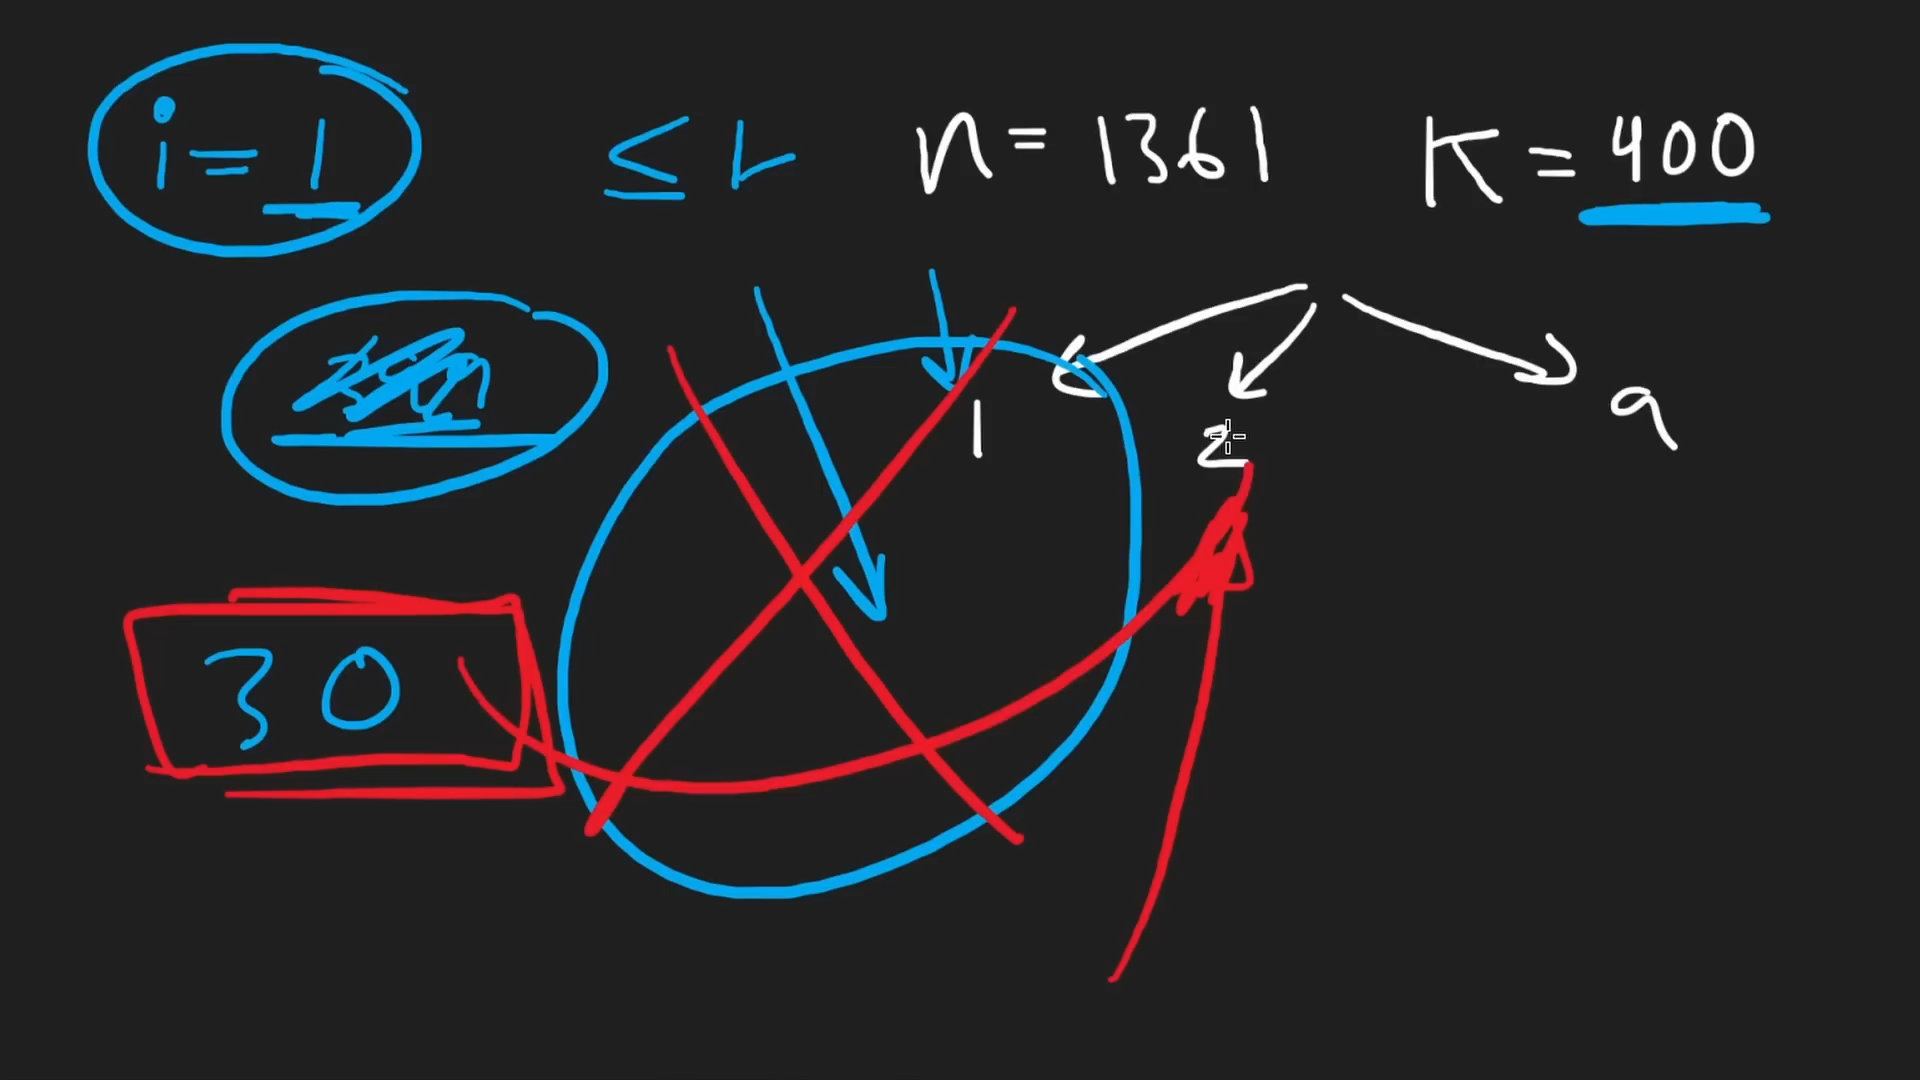 i = 1 ≤ k n = 1361 K = 400
1 2 9
30